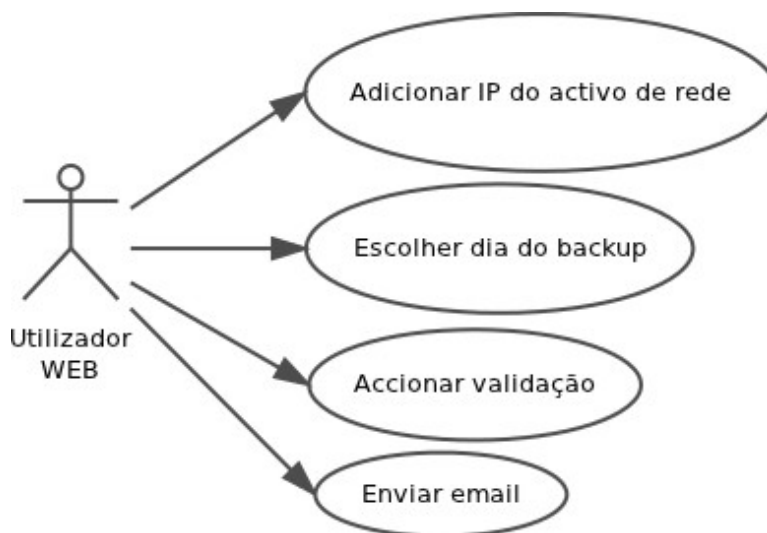 Adicionar IP do activo de rede
Escolher dia do backup
Utilizador
WEB
Accionar validação
Enviar email